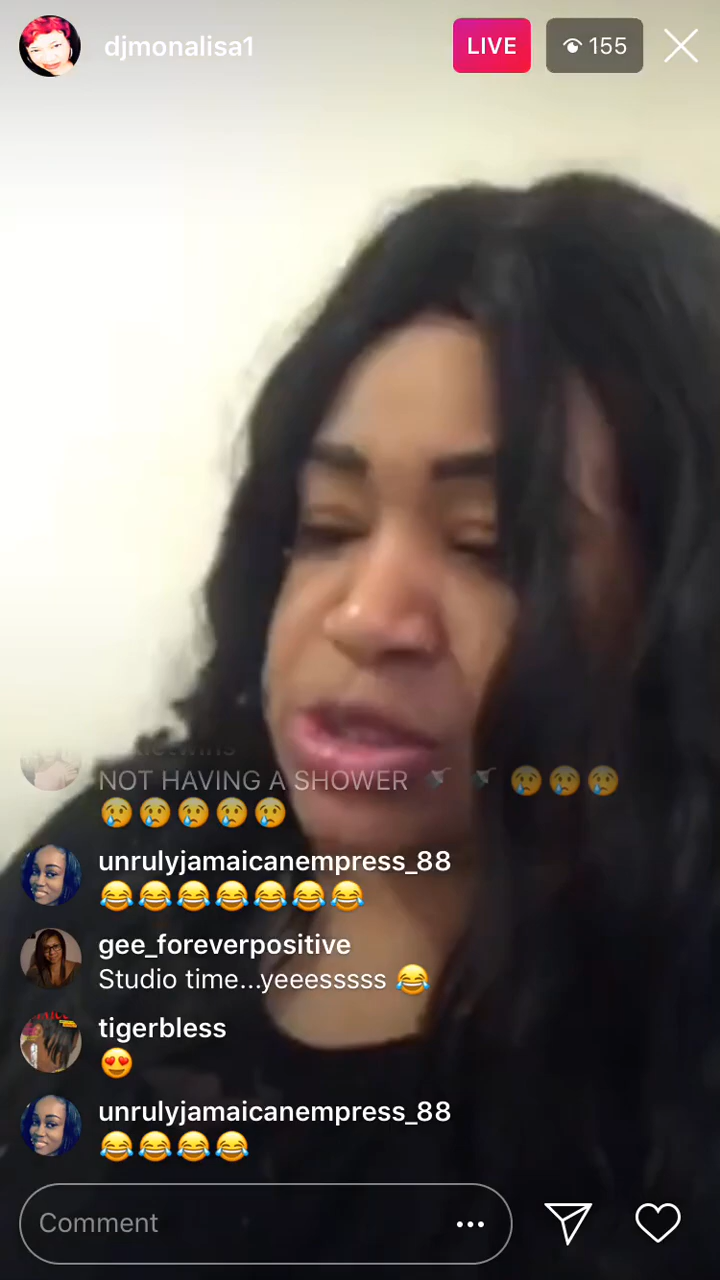 djmonalisa1
LIVE
155
NOT HAVING A SHOWER 🚿 🚿 😢😢😢
😢😢😢😢😢
unrulyjamaicanempress_88
😂😂😂😂😂😂😂
gee_foreverpositive
Studio time...yeeesssss 😂
tigerbless
😍
unrulyjamaicanempress_88
😂😂😂😂
Comment